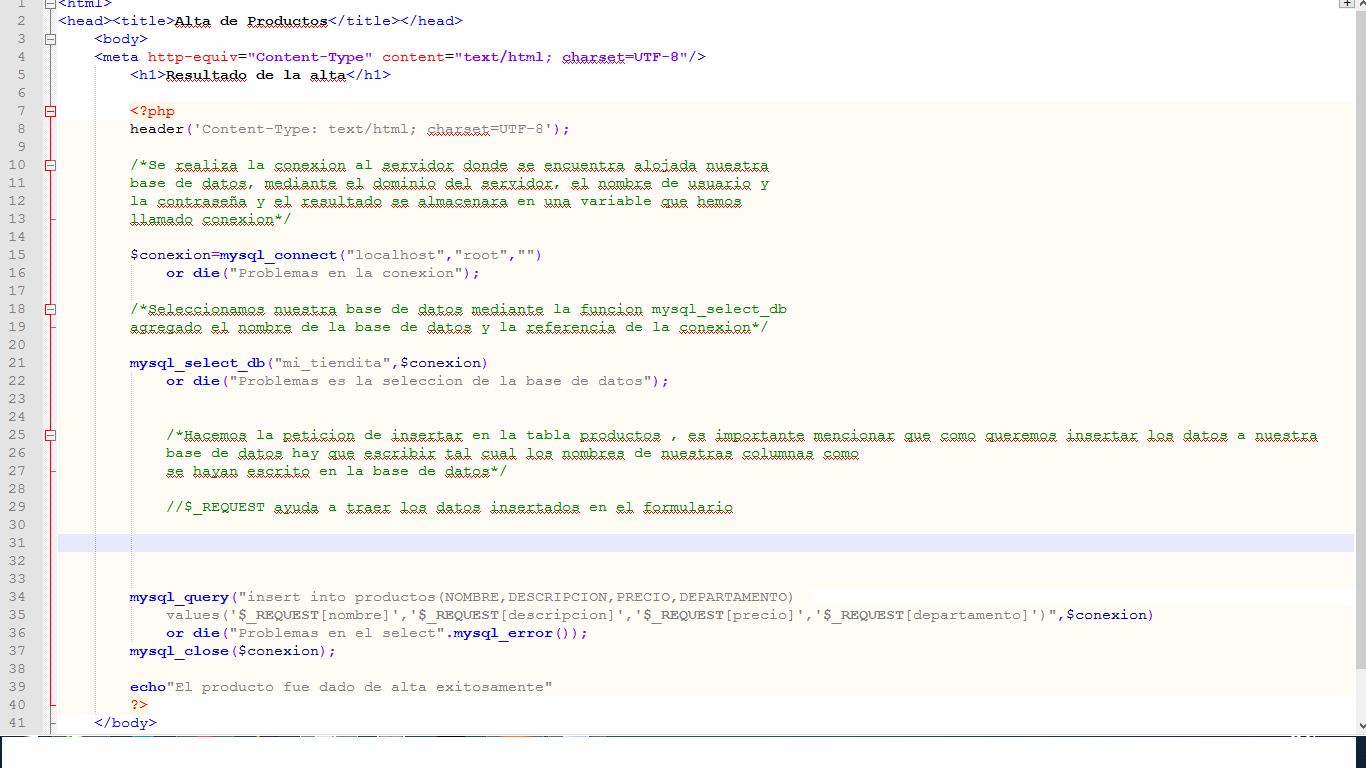 1 <html>
2 <head><title>Alta de Productos</title></head>
3 <body>
4 <meta http-equiv="Content-Type" content="text/html; charset=UTF-8"/>
5 <h1>Resultado de la alta</h1>
6
7 <?php
8 header('Content-Type: text/html; charset=UTF-8');
9
10 /*Se realiza la conexion al servidor donde se encuentra alojada nuestra
11 base de datos, mediante el dominio del servidor, el nombre de usuario y
12 la contraseña y el resultado se almacenara en una variable que hemos
13 llamado conexion*/
14
15 $conexion=mysql_connect("localhost","root","")
16 or die("Problemas en la conexion");
17
18 /*Seleccionamos nuestra base de datos mediante la funcion mysql_select_db
19 agregado el nombre de la base de datos y la referencia de la conexion*/
20
21 mysql_select_db("mi_tiendita",$conexion)
22 or die("Problemas es la seleccion de la base de datos");
23
24
25 /*Hacemos la peticion de insertar en la tabla productos , es importante mencionar que como queremos insertar los datos a nuestra
26 base de datos hay que escribir tal cual los nombres de nuestras columnas como
27 se hayan escrito en la base de datos*/
28
29 //$_REQUEST ayuda a traer los datos insertados en el formulario
30
31
32
33
34 mysql_query("insert into productos(NOMBRE,DESCRIPCION,PRECIO,DEPARTAMENTO)
35 values('$_REQUEST[nombre]','$_REQUEST[descripcion]','$_REQUEST[precio]','$_REQUEST[departamento]')",$conexion)
36 or die("Problemas en el select".mysql_error());
37 mysql_close($conexion);
38
39 echo"El producto fue dado de alta exitosamente"
40 ?>
41 </body>